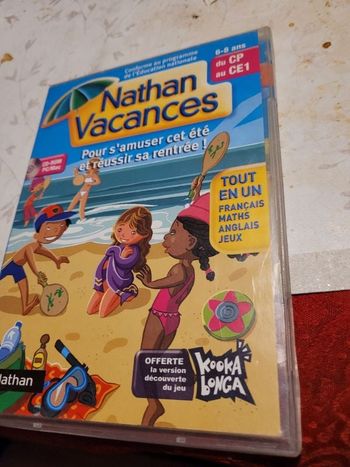 Conforme au programme
de l'Éducation nationale
6-8 ans
du CP
au CE1
Nathan
Vacances
CD-ROM
PC/Mac
Pour s'amuser cet été
et réussir sa rentrée !
TOUT
EN UN
FRANÇAIS
MATHS
ANGLAIS
JEUX
OFFERTE
la version
découverte
du jeu
KOOKA
BONGA
Nathan